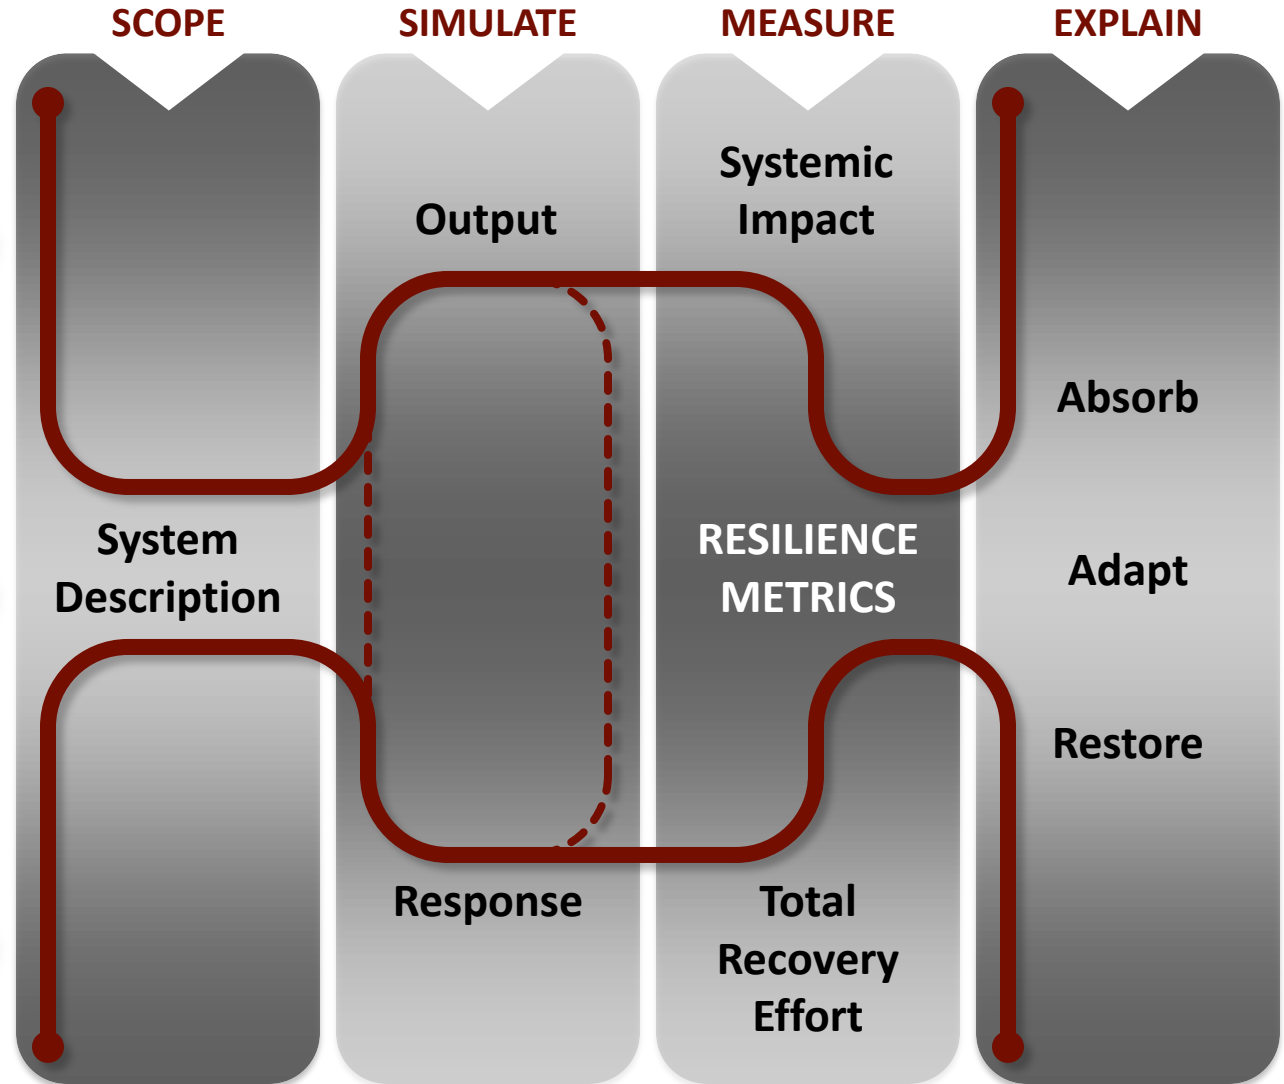 SCOPE
SIMULATE
MEASURE
EXPLAIN
System
Description
Output
Response
Systemic
Impact
RESILIENCE
METRICS
Total
Recovery
Effort
Absorb
Adapt
Restore